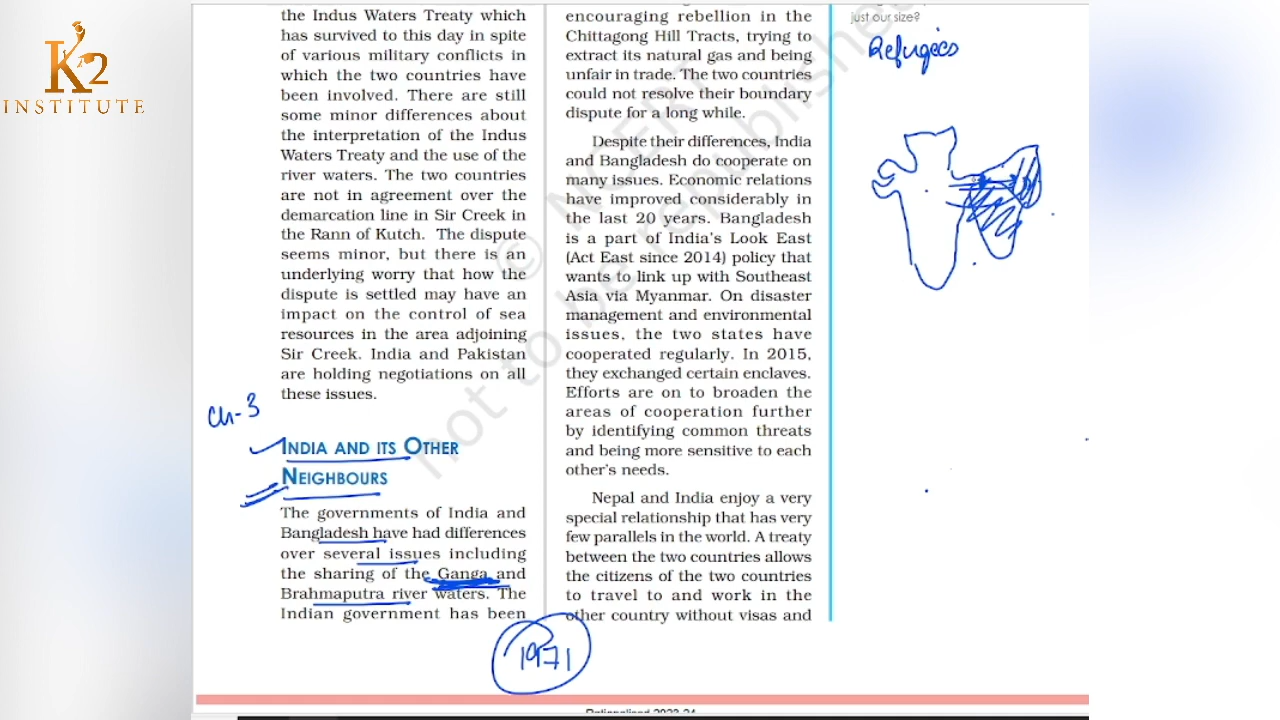 K2
INSTITUTE
the Indus Waters Treaty which
has survived to this day in spite
of various military conflicts in
which the two countries have
been involved. There are still
some minor differences about
the interpretation of the Indus
Waters Treaty and the use of the
river waters. The two countries
are not in agreement over the
demarcation line in Sir Creek in
the Rann of Kutch. The dispute
seems minor, but there is an
underlying worry that how the
dispute is settled may have an
impact on the control of sea
resources in the area adjoining
Sir Creek. India and Pakistan
are holding negotiations on all
these issues.
Ch-3
INDIA AND ITS OTHER
NEIGHBOURS
The governments of India and
Bangladesh have had differences
over several issues including
the sharing of the Ganga and
Brahmaputra river waters. The
Indian government has been
encouraging rebellion in the
Chittagong Hill Tracts, trying to
extract its natural gas and being
unfair in trade. The two countries
could not resolve their boundary
dispute for a long while.
Despite their differences, India
and Bangladesh do cooperate on
many issues. Economic relations
have improved considerably in
the last 20 years. Bangladesh
is a part of India's Look East
(Act East since 2014) policy that
wants to link up with Southeast
Asia via Myanmar. On disaster
management and environmental
issues, the two states have
cooperated regularly. In 2015,
they exchanged certain enclaves.
Efforts are on to broaden the
areas of cooperation further
by identifying common threats
and being more sensitive to each
other's needs.
Nepal and India enjoy a very
special relationship that has very
few parallels in the world. A treaty
between the two countries allows
the citizens of the two countries
to travel to and work in the
other country without visas and
1971
just our size?
Refugees
© NCERT
not to be republished
Rationalised 2023-24